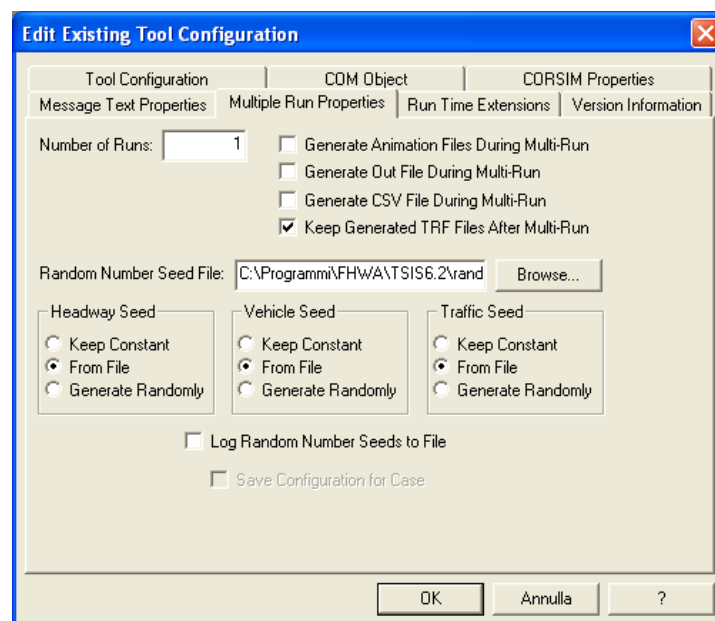 Edit Existing Tool Configuration
Tool Configuration COM Object CORSIM Properties
Message Text Properties Multiple Run Properties Run Time Extensions Version Information
Number of Runs: 1 Generate Animation Files During Multi-Run
Generate Out File During Multi-Run
Generate CSV File During Multi-Run
Keep Generated TRF Files After Multi-Run
Random Number Seed File: C:\Programmi\FHWA\TSIS6.2\rand Browse...
Headway Seed Vehicle Seed Traffic Seed
Keep Constant Keep Constant Keep Constant
From File From File From File
Generate Randomly Generate Randomly Generate Randomly
Log Random Number Seeds to File
Save Configuration for Case
OK Annulla ?